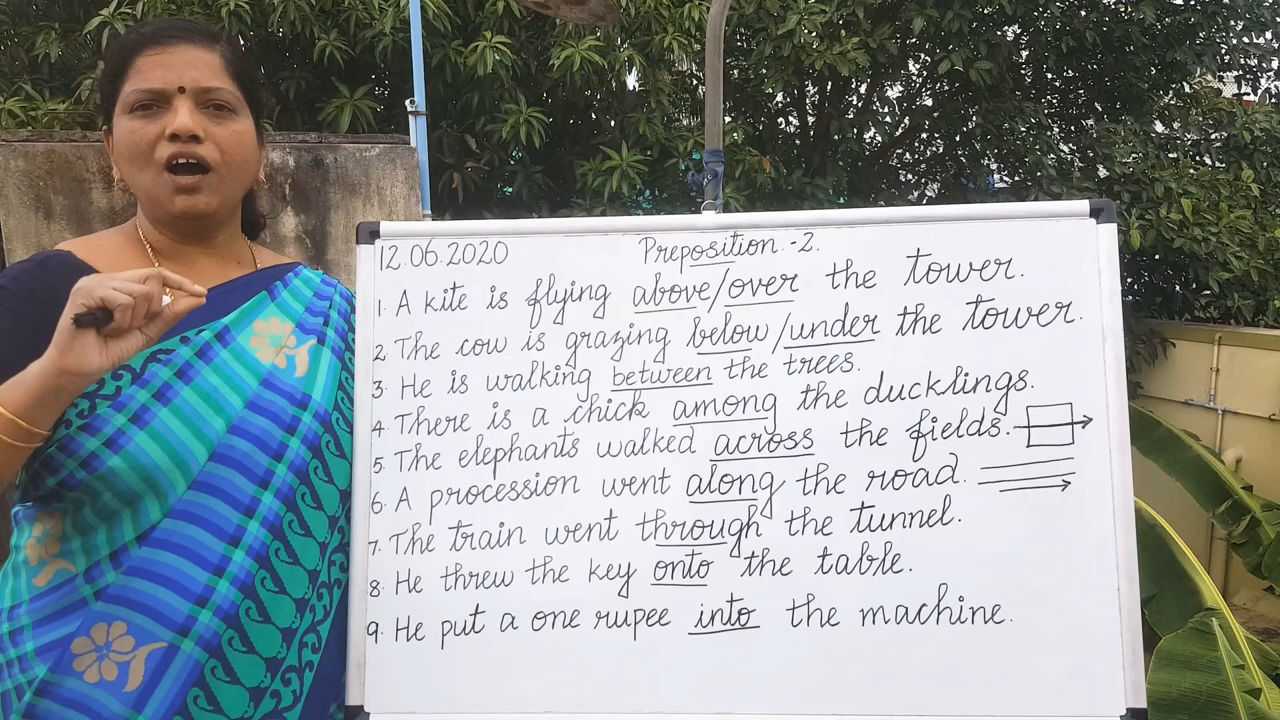 12.06.2020 Preposition.-2.
1. A kite is flying above/over the tower.
2. The cow is grazing below/under the tower.
3. He is walking between the trees.
4. There is a chick among the ducklings.
5. The elephants walked across the fields.
6. A procession went along the road.
7. The train went through the tunnel.
8. He threw the key onto the table.
9. He put a one rupee into the machine.